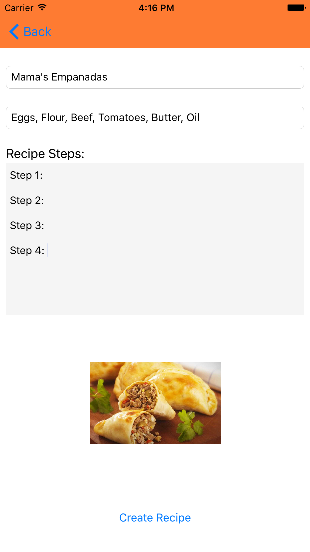 Carrier 4:16 PM
Back
Mama's Empanadas
Eggs, Flour, Beef, Tomatoes, Butter, Oil
Recipe Steps:
Step 1:
Step 2:
Step 3:
Step 4:
Create Recipe